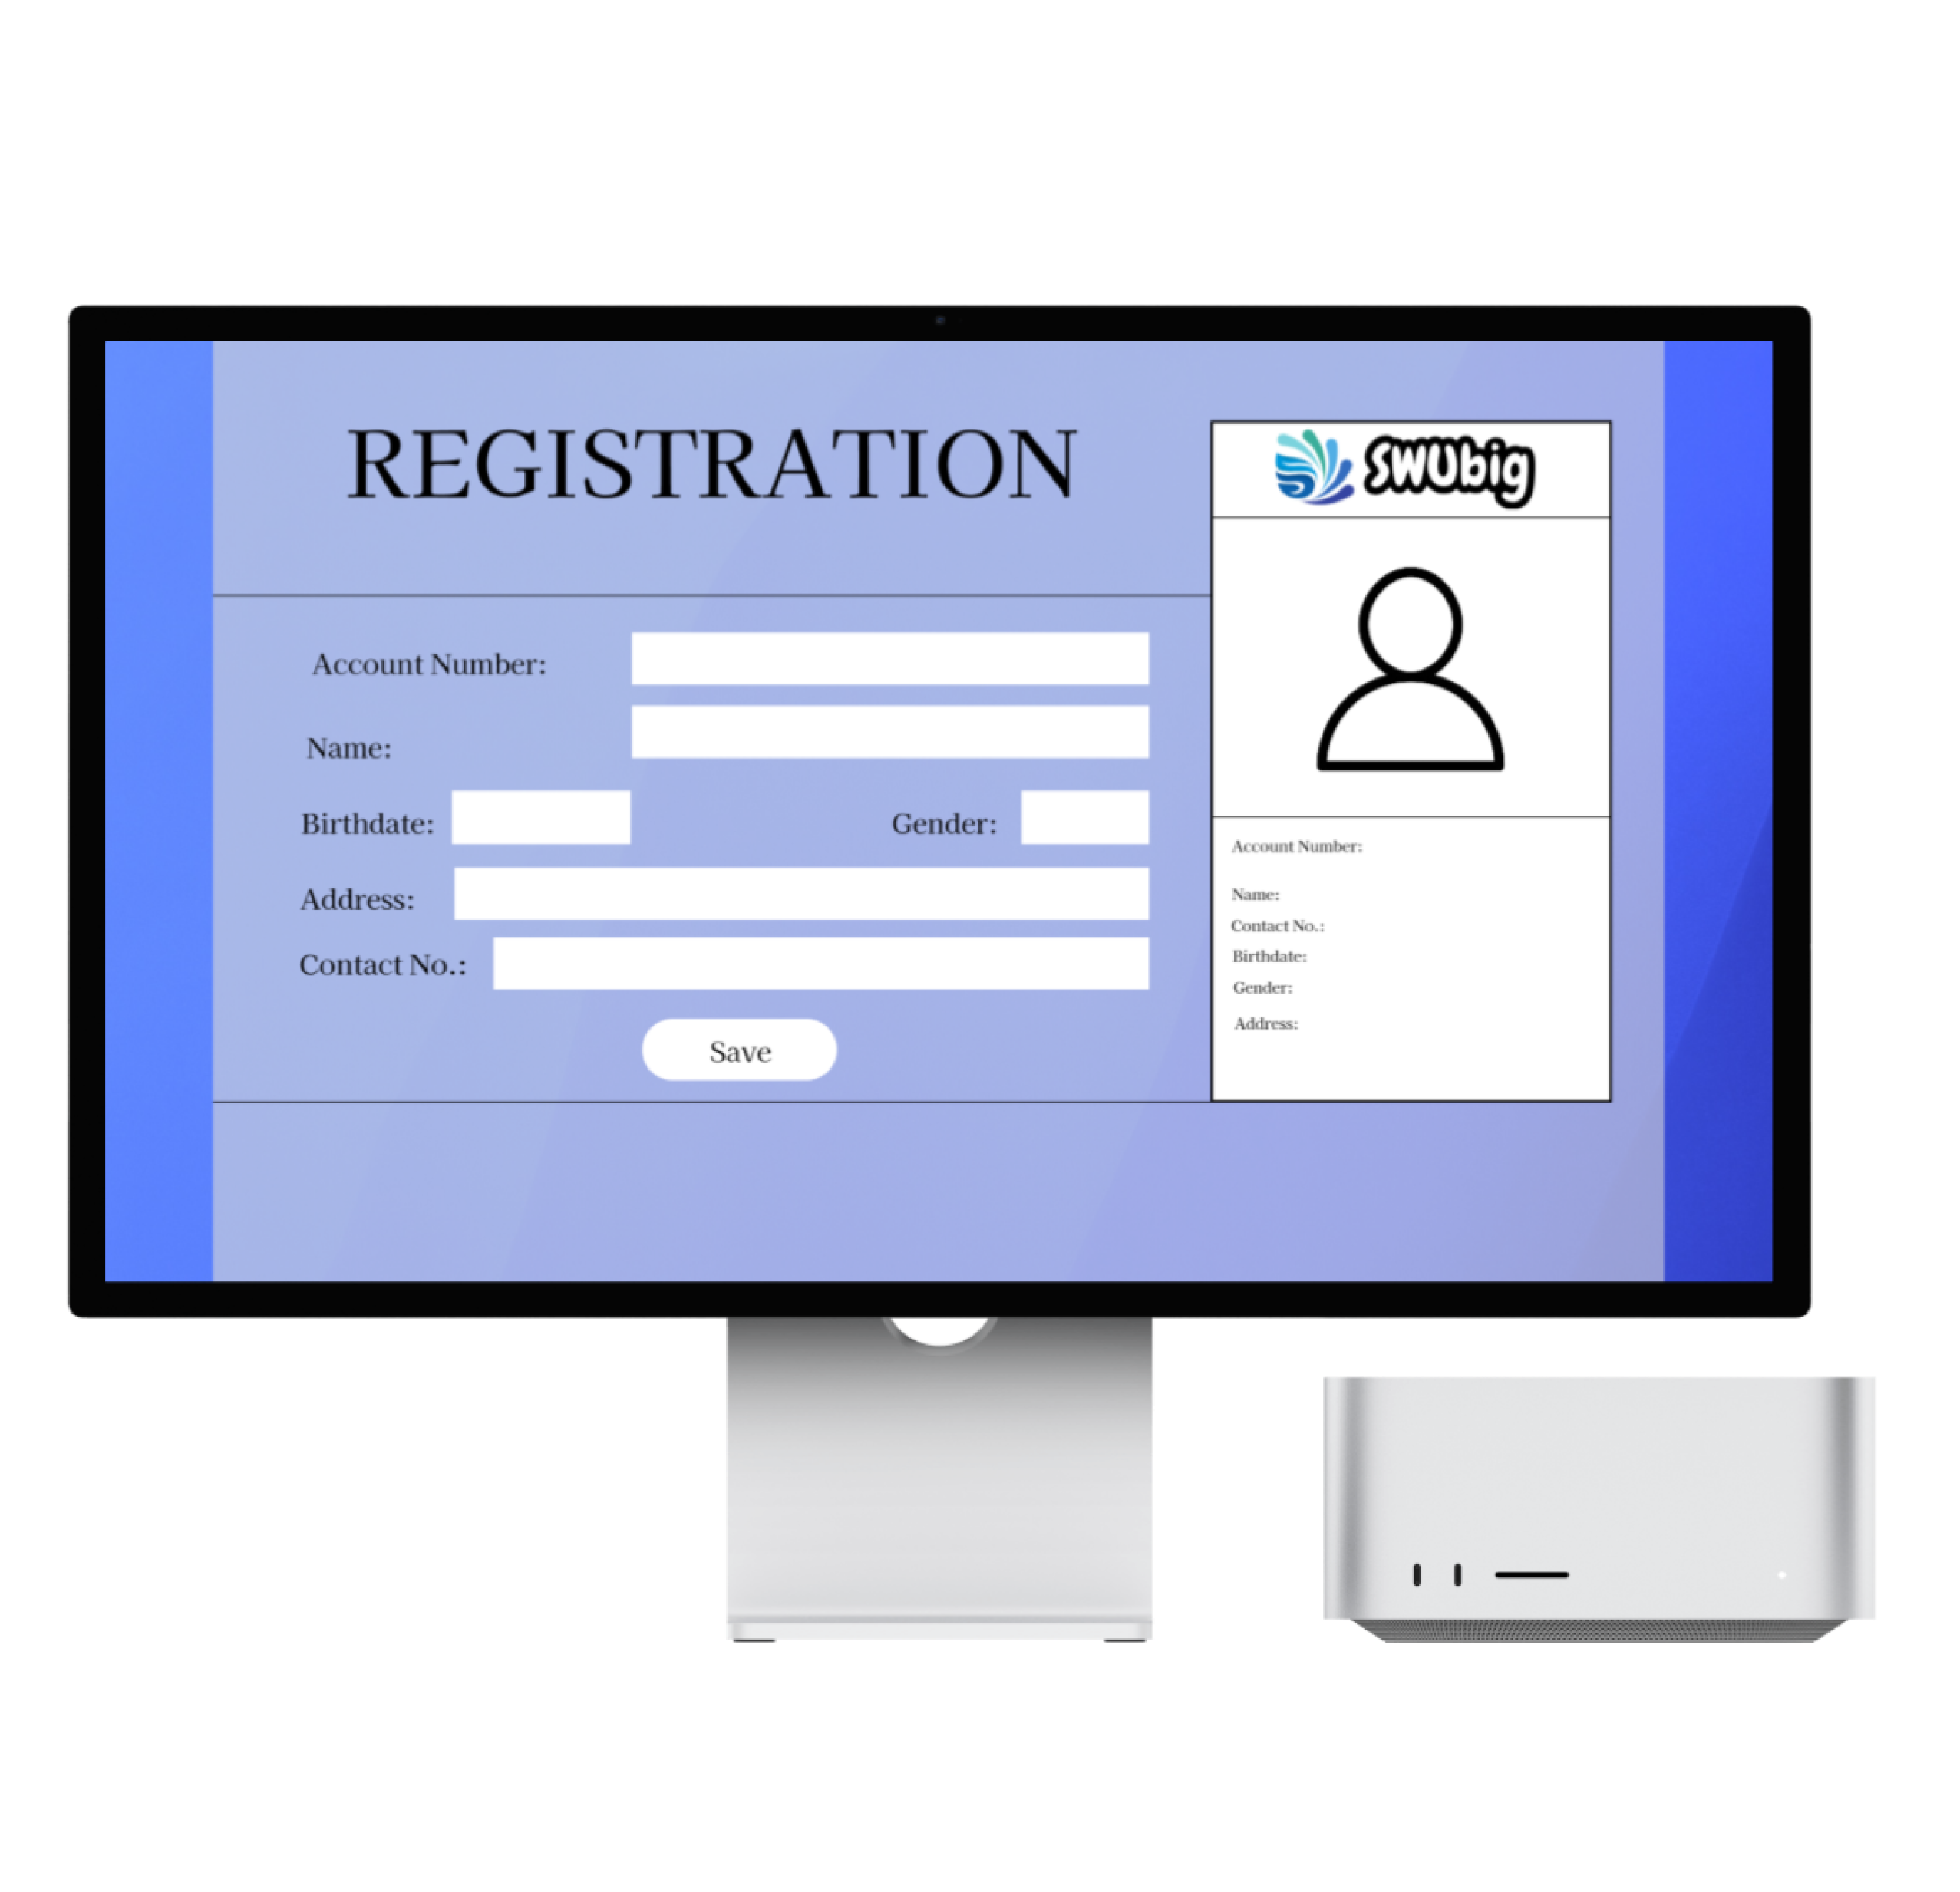 REGISTRATION
Account Number:
Name:
Birthdate:
Gender:
Address:
Contact No.:
Save
SWUbig
Account Number:
Name:
Contact No.:
Birthdate:
Gender:
Address: